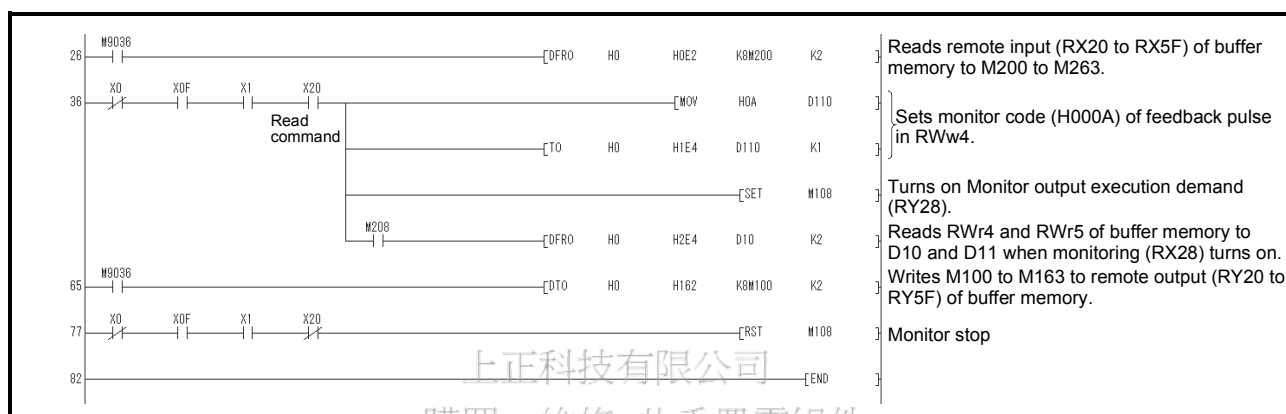 26 M9036 [DFRO H0 H0E2 K8M200 K2 ]
Reads remote input (RX20 to RX5F) of buffer
memory to M200 to M263.
36 X0 X0F X1 X20 [MOV H0A D110 ]
Read
command
Sets monitor code (H000A) of feedback pulse
in RWw4.
[TO H0 H1E4 D110 K1 ]
[SET M108 ]
Turns on Monitor output execution demand
(RY28).
M208 [DFRO H0 H2E4 D10 K2 ]
Reads RWr4 and RWr5 of buffer memory to
D10 and D11 when monitoring (RX28) turns on.
65 M9036 [DTO H0 H162 K8M100 K2 ]
Writes M100 to M163 to remote output (RY20 to
RY5F) of buffer memory.
77 X0 X0F X1 X20 [RST M108 ]
Monitor stop
上正科技有限公司
82 [END ]